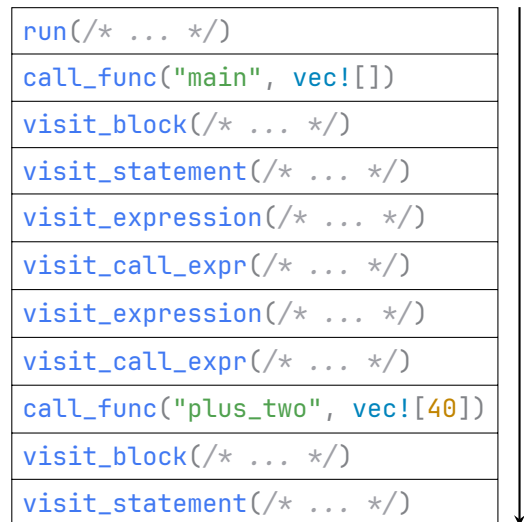 run(/* ... */)
call_func("main", vec![])
visit_block(/* ... */)
visit_statement(/* ... */)
visit_expression(/* ... */)
visit_call_expr(/* ... */)
visit_expression(/* ... */)
visit_call_expr(/* ... */)
call_func("plus_two", vec![40])
visit_block(/* ... */)
visit_statement(/* ... */)